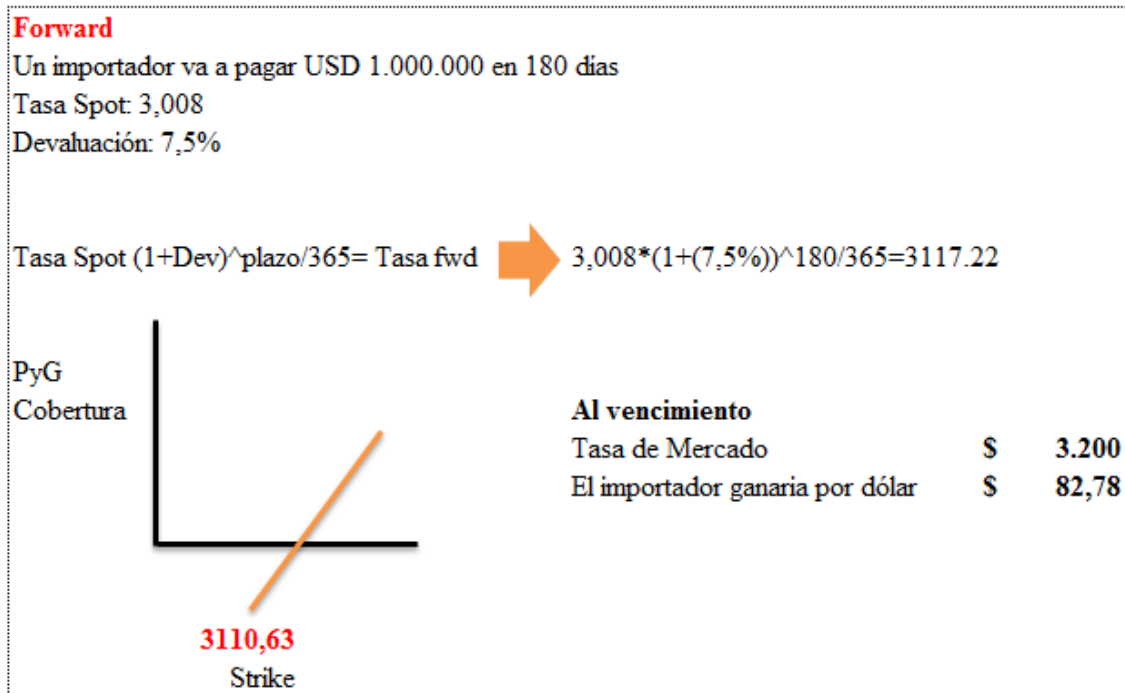 Forward
Un importador va a pagar USD 1.000.000 en 180 días
Tasa Spot: 3,008
Devaluación: 7,5%
Tasa Spot (1+Dev)^plazo/365= Tasa fwd 3,008*(1+(7,5%))^180/365=3117.22
PyG
Cobertura
Al vencimiento
Tasa de Mercado $ 3.200
El importador ganaria por dólar $ 82,78
3110,63
Strike